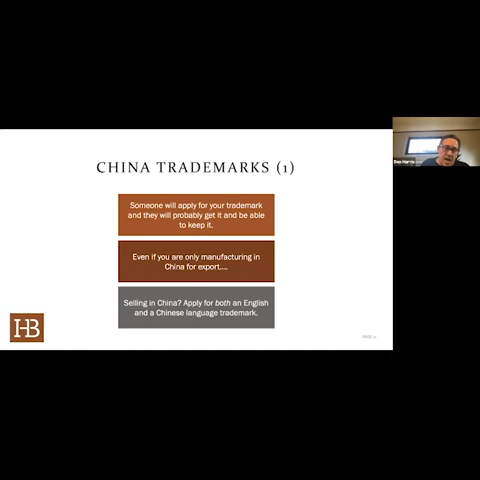 CHINA TRADEMARKS (1)
Someone will apply for your trademark
and they will probably get it and be able
to keep it.
Even if you are only manufacturing in
China for export....
Selling in China? Apply for both an English
and a Chinese language trademark.
HB
PAGE